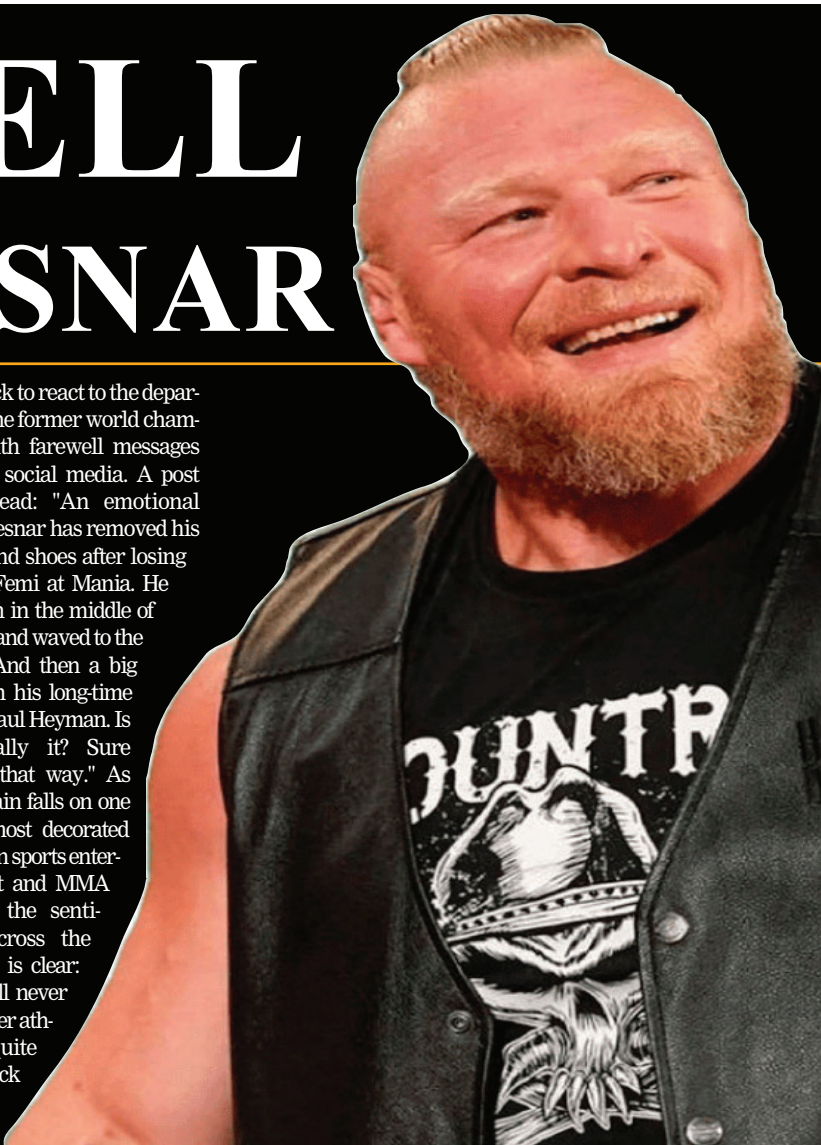 ELL
SNAR
ck to react to the depar-
he former world cham-
th farewell messages
social media. A post
ead: "An emotional
esnar has removed his
nd shoes after losing
Femi at Mania. He
n in the middle of
and waved to the
And then a big
n his long-time
aul Heyman. Is
ally it? Sure
that way." As
ain falls on one
most decorated
n sports enter-
t and MMA
the senti-
cross the
is clear:
ll never
er ath-
uite
ck
OUNTR